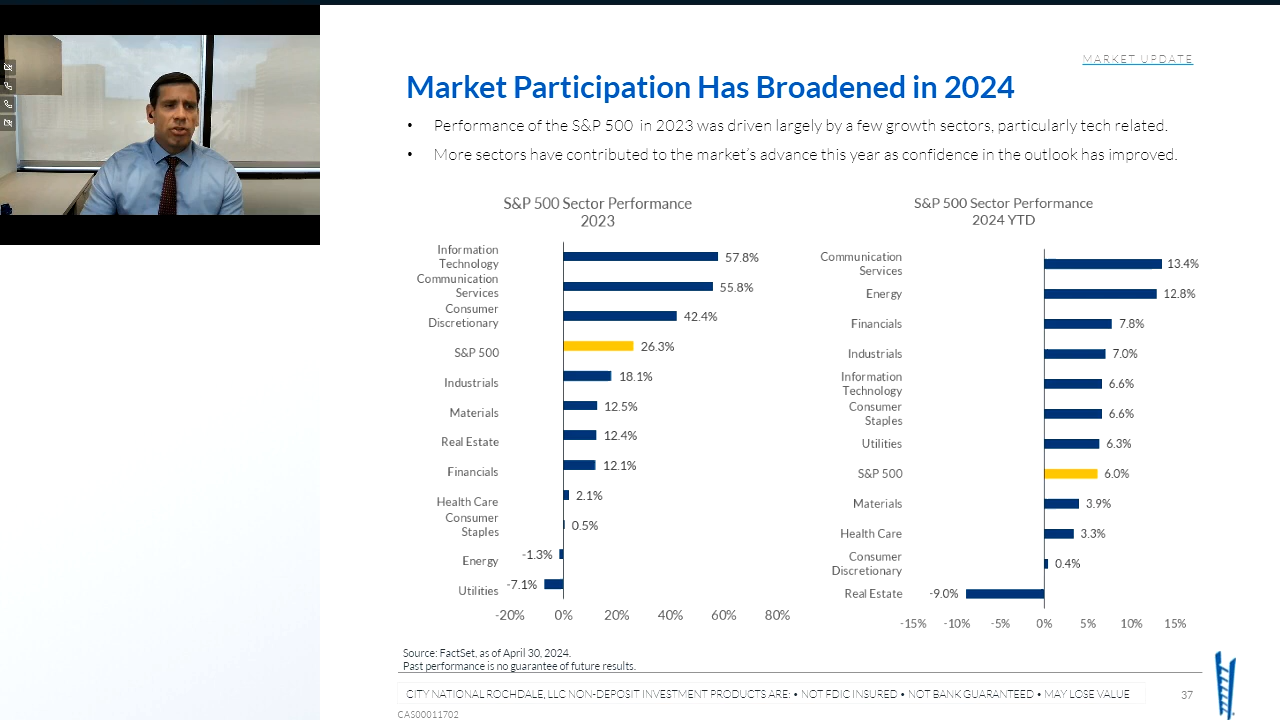 MARKET UPDATE
Market Participation Has Broadened in 2024
• Performance of the S&P 500 in 2023 was driven largely by a few growth sectors, particularly tech related.
• More sectors have contributed to the market's advance this year as confidence in the outlook has improved.
S&P 500 Sector Performance
2023
Information
Technology
57.8%
Communication
Services
55.8%
Consumer
Discretionary
42.4%
S&P 500
26.3%
Industrials
18.1%
Materials
12.5%
Real Estate
12.4%
Financials
12.1%
Health Care
2.1%
Consumer
Staples
0.5%
Energy
-1.3%
Utilities
-7.1%
-20% 0% 20% 40% 60% 80%
S&P 500 Sector Performance
2024 YTD
Communication
Services
13.4%
Energy
12.8%
Financials
7.8%
Industrials
7.0%
Information
Technology
6.6%
Consumer
Staples
6.6%
Utilities
6.3%
S&P 500
6.0%
Materials
3.9%
Health Care
3.3%
Consumer
Discretionary
0.4%
Real Estate
-9.0%
-15% -10% -5% 0% 5% 10% 15%
Source: FactSet, as of April 30, 2024.
Past performance is no guarantee of future results.
CITY NATIONAL ROCHDALE, LLC NON-DEPOSIT INVESTMENT PRODUCTS ARE: • NOT FDIC INSURED • NOT BANK GUARANTEED • MAY LOSE VALUE
37
CAS00011702